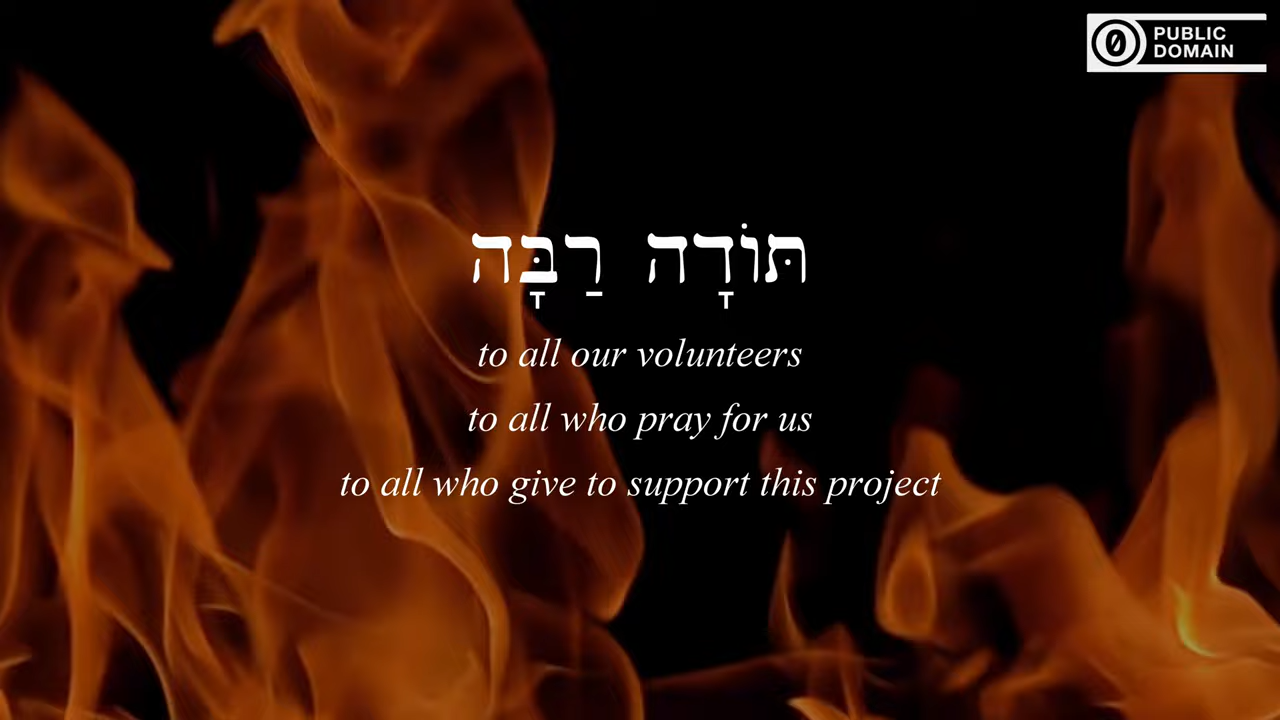 PUBLIC
DOMAIN
תּוֹדָה רַבָּה
to all our volunteers
to all who pray for us
to all who give to support this project